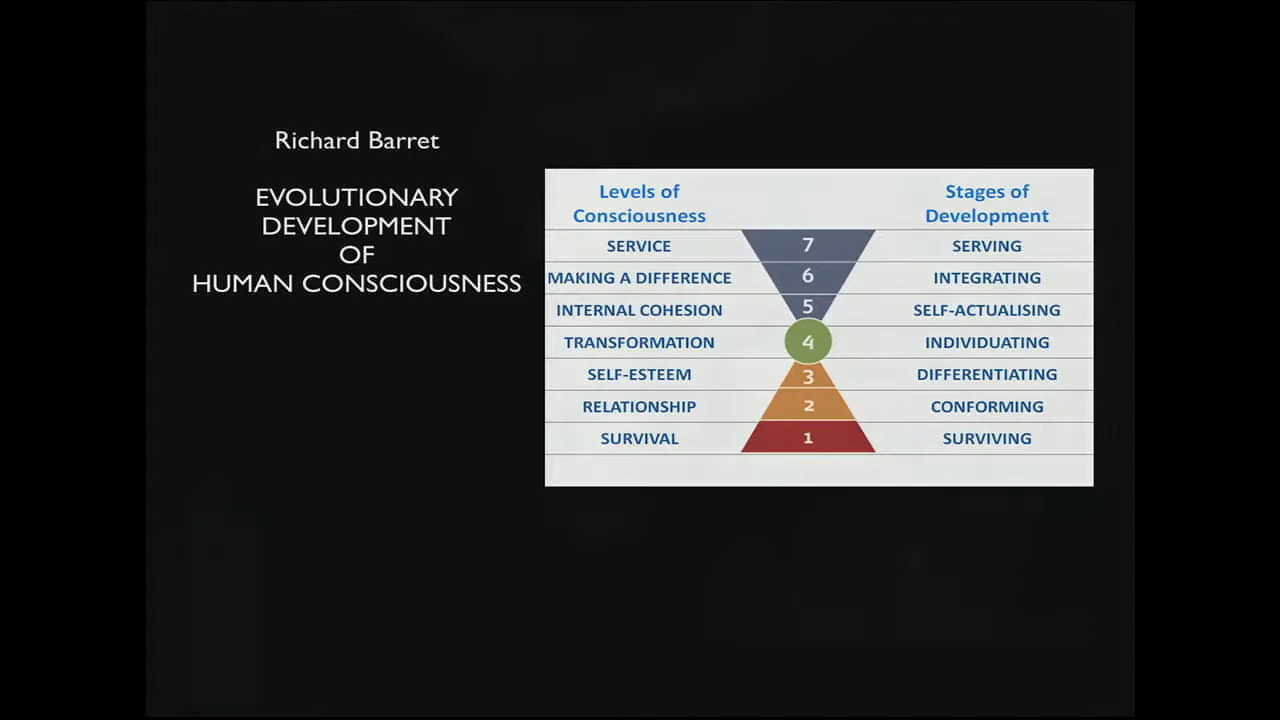 Richard Barret
EVOLUTIONARY
DEVELOPMENT
OF
HUMAN CONSCIOUSNESS
Levels of
Consciousness
Stages of
Development
SERVICE 7 SERVING
MAKING A DIFFERENCE 6 INTEGRATING
INTERNAL COHESION 5 SELF-ACTUALISING
TRANSFORMATION 4 INDIVIDUATING
SELF-ESTEEM 3 DIFFERENTIATING
RELATIONSHIP 2 CONFORMING
SURVIVAL 1 SURVIVING